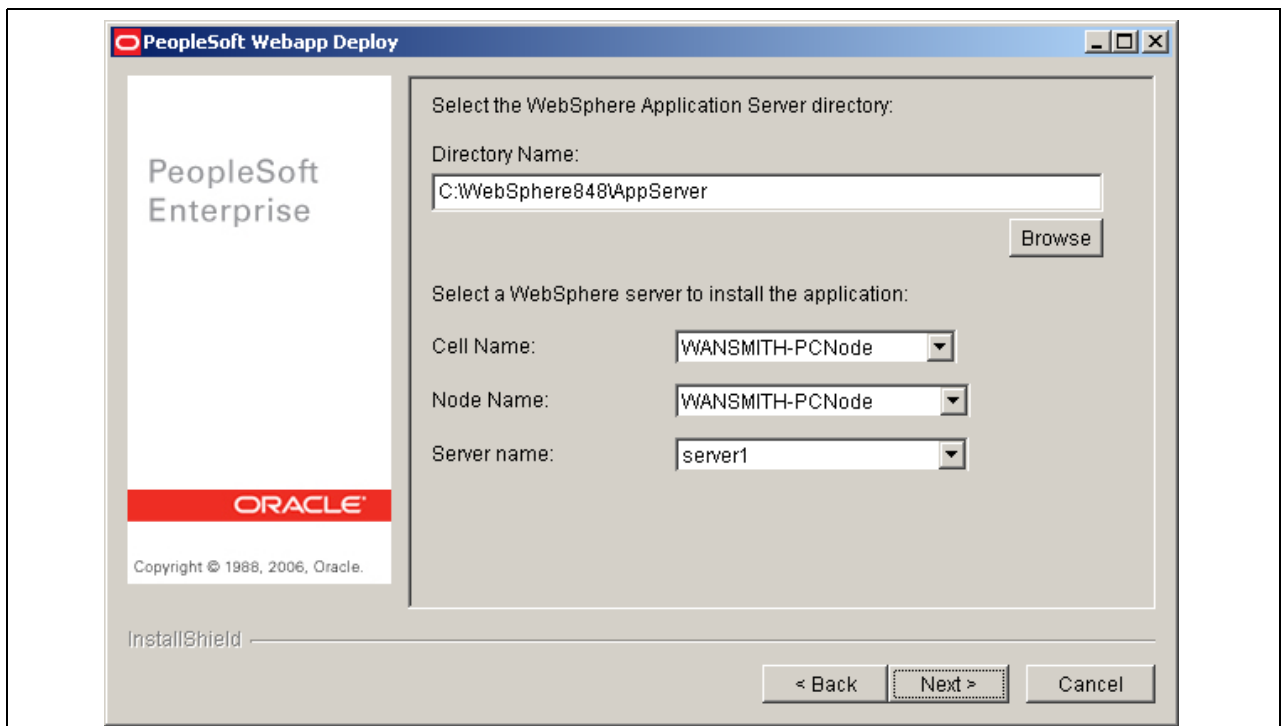 PeopleSoft Webapp Deploy
PeopleSoft
Enterprise
ORACLE
Copyright © 1988, 2006, Oracle.
Select the WebSphere Application Server directory:
Directory Name:
C:\WebSphere848\AppServer
Browse
Select a WebSphere server to install the application:
Cell Name: WANSMITH-PCNode
Node Name: WANSMITH-PCNode
Server name: server1
InstallShield
< Back Next > Cancel